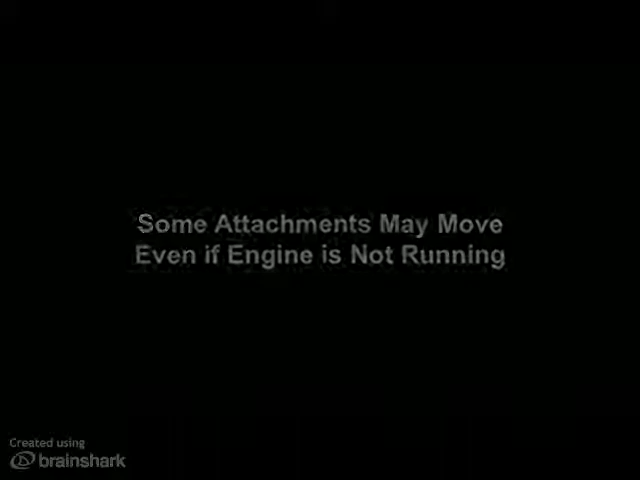 Some Attachments May Move
Even if Engine is Not Running
Created using
brainshark